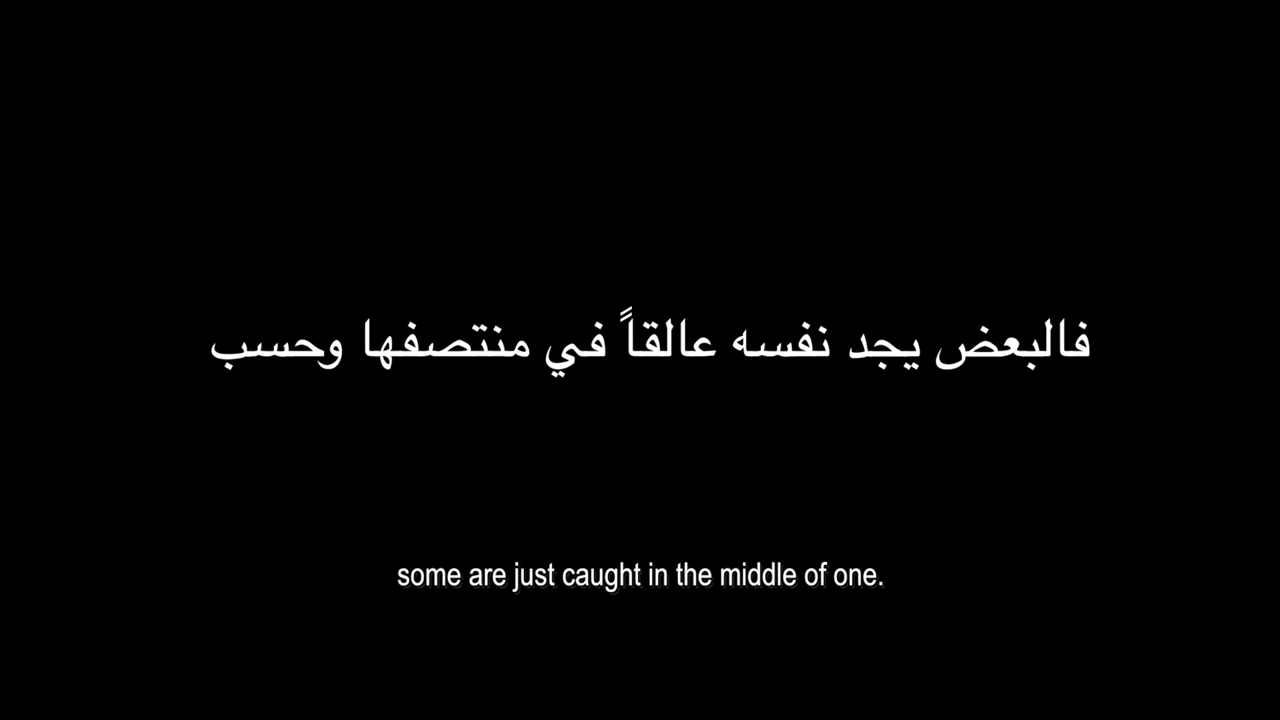 فالبعض يجد نفسه عالقاً في منتصفها وحسب
some are just caught in the middle of one.